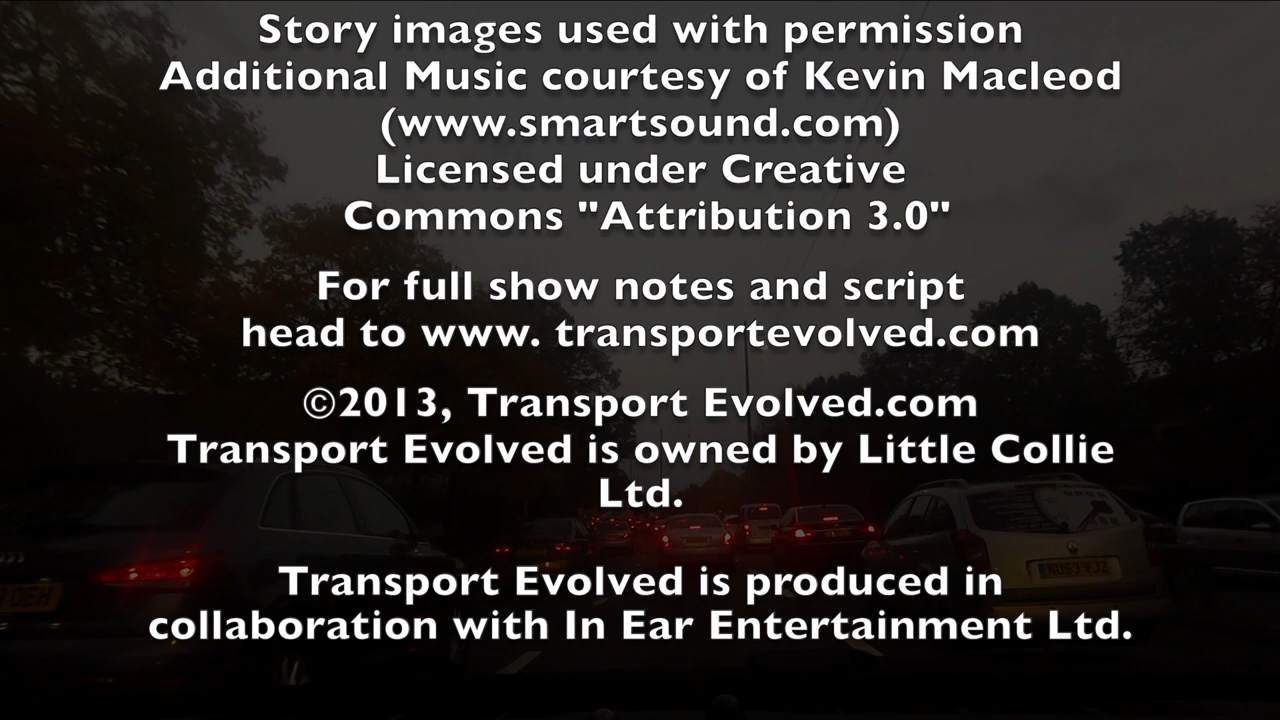 Story images used with permission
Additional Music courtesy of Kevin Macleod
(www.smartsound.com)
Licensed under Creative
Commons "Attribution 3.0"
For full show notes and script
head to www. transportevolved.com
©2013, Transport Evolved.com
Transport Evolved is owned by Little Collie
Ltd.
Transport Evolved is produced in
collaboration with In Ear Entertainment Ltd.
NU53 VJZ